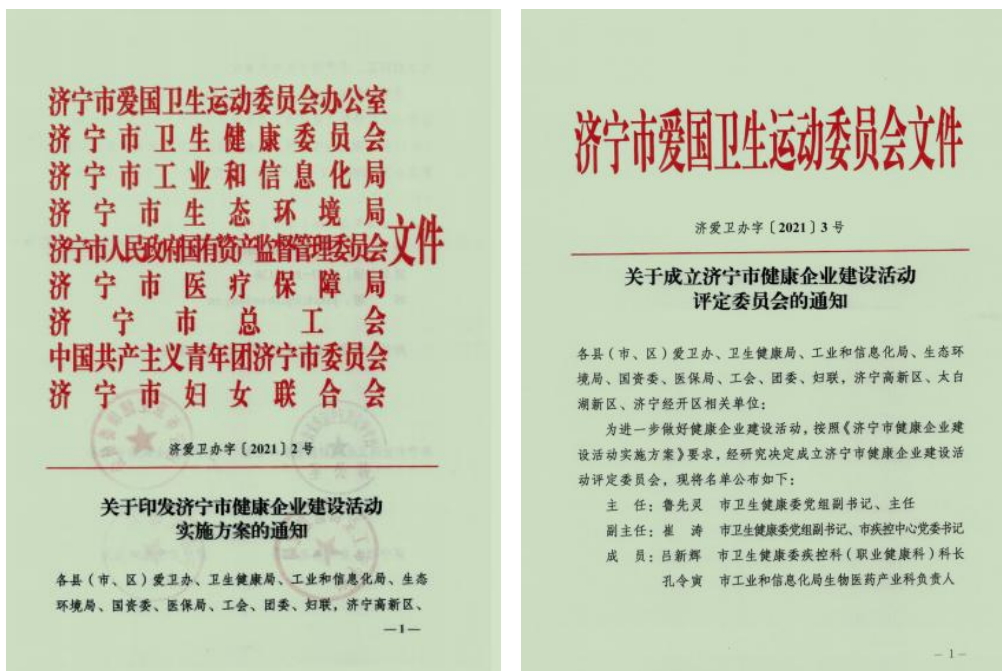 济宁市爱国卫生运动委员会办公室
济宁市卫生健康委员会
济宁市工业和信息化局
济宁市生态环境局
济宁市人民政府国有资产监督管理委员会
济宁市医疗保障局
济宁市总工会
中国共产主义青年团济宁市委员会
济宁市妇女联合会
文件
济爱卫办字〔2021〕2号
关于印发济宁市健康企业建设活动
实施方案的通知
各县（市、区）爱卫办、卫生健康局、工业和信息化局、生态
环境局、国资委、医保局、工会、团委、妇联，济宁高新区、
—1—
济宁市爱国卫生运动委员会文件
济爱卫办字〔2021〕3号
关于成立济宁市健康企业建设活动
评定委员会的通知
各县（市、区）爱卫办、卫生健康局、工业和信息化局、生态环
境局、国资委、医保局、工会、团委、妇联，济宁高新区、太白
湖新区、济宁经开区相关单位：
为进一步做好健康企业建设活动，按照《济宁市健康企业建
设活动实施方案》要求，经研究决定成立济宁市健康企业建设活
动评定委员会，现将名单公布如下：
主 任：鲁先灵 市卫生健康委党组副书记、主任
副主任：崔 涛 市卫生健康委党组副书记、市疾控中心党委书记
成 员：吕新辉 市卫生健康委疾控科（职业健康科）科长
孔令寅 市工业和信息化局生物医药产业科负责人
—1—